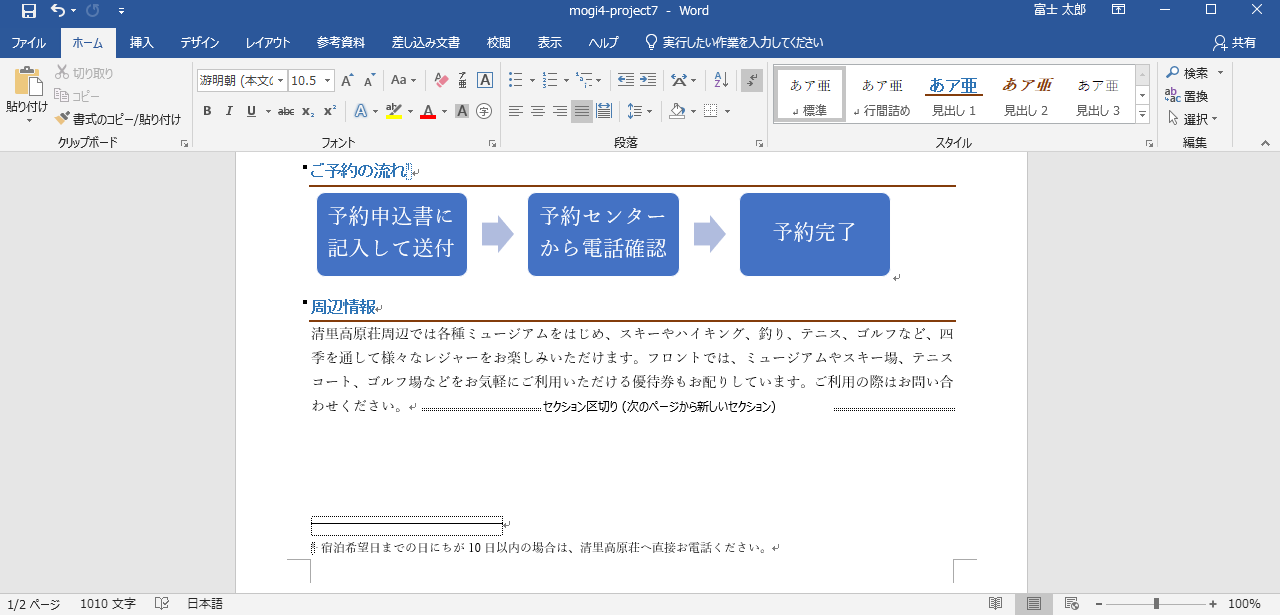 mogi4-project7 - Word
富士 太郎
ファイル ホーム 挿入 デザイン レイアウト 参考資料 差し込み文書 校閲 表示 ヘルプ 実行したい作業を入力してください 共有
貼り付け
切り取り
コピー
書式のコピー/貼り付け
クリップボード
游明朝 (本文の
10.5
A A Aa A
B I U abc x₂ x² A ab A A 字
フォント
段落
あア亜 あア亜 あア亜 あア亜 あア亜
標準 行間詰め 見出し 1 見出し 2 見出し 3
スタイル
検索
置換
選択
編集
ご予約の流れ
予約申込書に
記入して送付
予約センター
から電話確認
予約完了
周辺情報
清里高原荘周辺では各種ミュージアムをはじめ、スキーやハイキング、釣り、テニス、ゴルフなど、四
季を通して様々なレジャーをお楽しみいただけます。フロントでは、ミュージアムやスキー場、テニス
コート、ゴルフ場などをお気軽にご利用いただける優待券もお配りしています。ご利用の際はお問い合
わせください。
セクション区切り (次のページから新しいセクション)
i 宿泊希望日までの日にちが 10 日以内の場合は、清里高原荘へ直接お電話ください。
1/2 ページ 1010 文字 日本語 100%